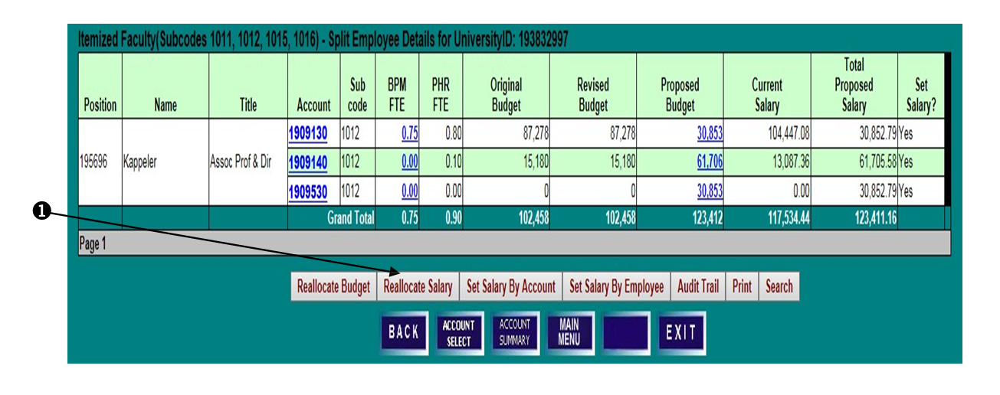 Itemized Faculty(Subcodes 1011, 1012, 1015, 1016) - Split Employee Details for UniversityID: 193832997
Position Name Title Account Sub code BPM FTE PHR FTE Original Budget Revised Budget Proposed Budget Current Salary Total Proposed Salary Set Salary?
195696 Kappeler Assoc Prof & Dir 1909130 1012 0.75 0.80 87,278 87,278 30,853 104,447.08 30,852.79 Yes
1909140 1012 0.00 0.10 15,180 15,180 61,706 13,087.36 61,705.58 Yes
1909530 1012 0.00 0.00 0 0 30,853 0.00 30,852.79 Yes
❶
Grand Total 0.75 0.90 102,458 102,458 123,412 117,534.44 123,411.16
Page 1
Reallocate Budget Reallocate Salary Set Salary By Account Set Salary By Employee Audit Trail Print Search
BACK ACCOUNT SELECT ACCOUNT SUMMARY MAIN MENU EXIT